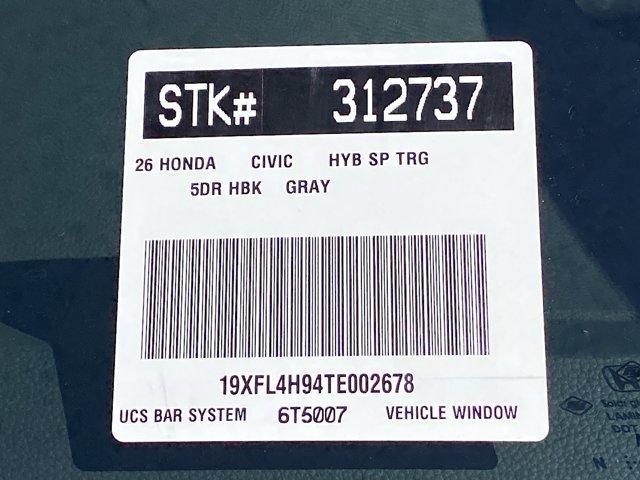 STK# 312737
26 HONDA CIVIC HYB SP TRG
5DR HBK GRAY
19XFL4H94TE002678
UCS BAR SYSTEM 6T5007 VEHICLE WINDOW